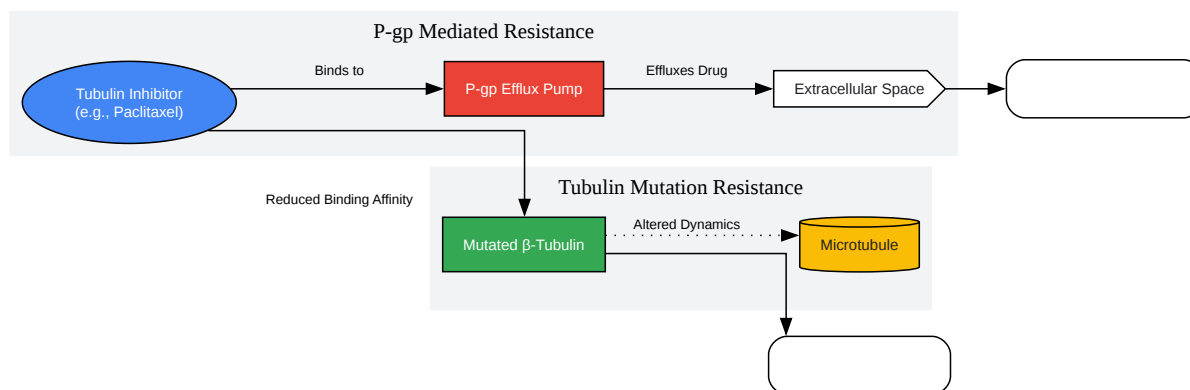 P-gp Mediated Resistance
Tubulin Inhibitor
(e.g., Paclitaxel)
Binds to
P-gp Efflux Pump
Effluxes Drug
Extracellular Space
Reduced Binding Affinity
Tubulin Mutation Resistance
Mutated β-Tubulin
Altered Dynamics
Microtubule